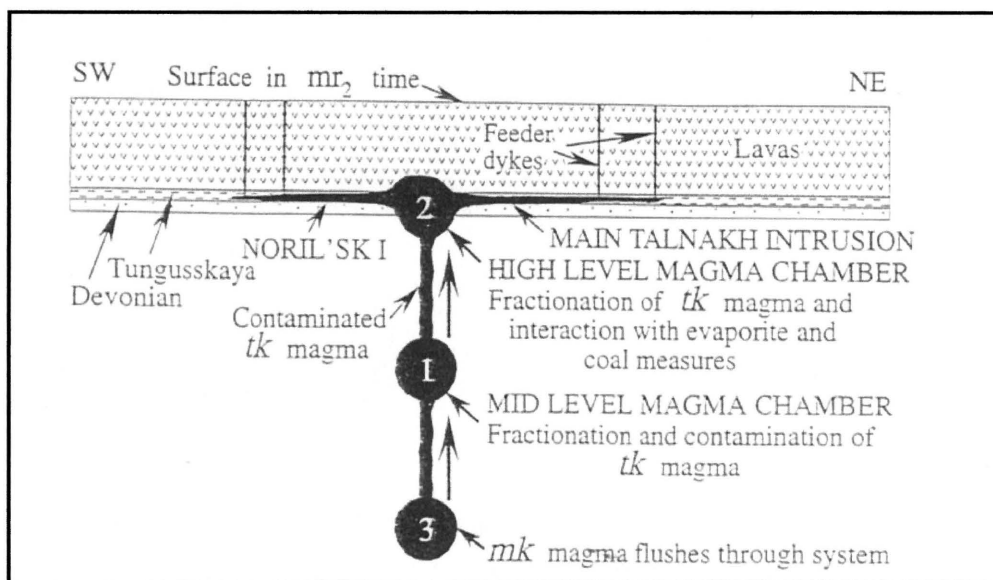 SW
NE
Surface in mr₂ time
Feeder
dykes
Lavas
2
NORIL'SK I
MAIN TALNAKH INTRUSION
Tungusskaya
Devonian
HIGH LEVEL MAGMA CHAMBER
Fractionation of tk magma and
interaction with evaporite and
coal measures
Contaminated
tk magma
1
MID LEVEL MAGMA CHAMBER
Fractionation and contamination of
tk magma
3
mk magma flushes through system